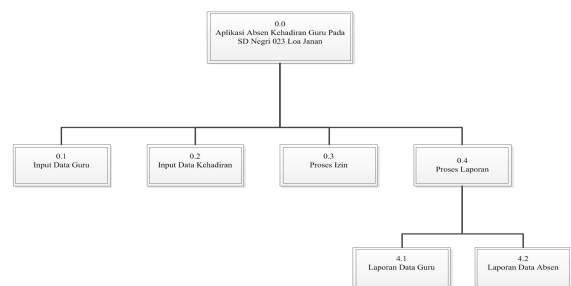 0.0
Aplikasi Absen Kehadiran Guru Pada
SD Negri 023 Loa Janan
0.1
Input Data Guru
0.2
Input Data Kehadiran
0.3
Proses Izin
0.4
Proses Laporan
4.1
Laporan Data Guru
4.2
Laporan Data Absen